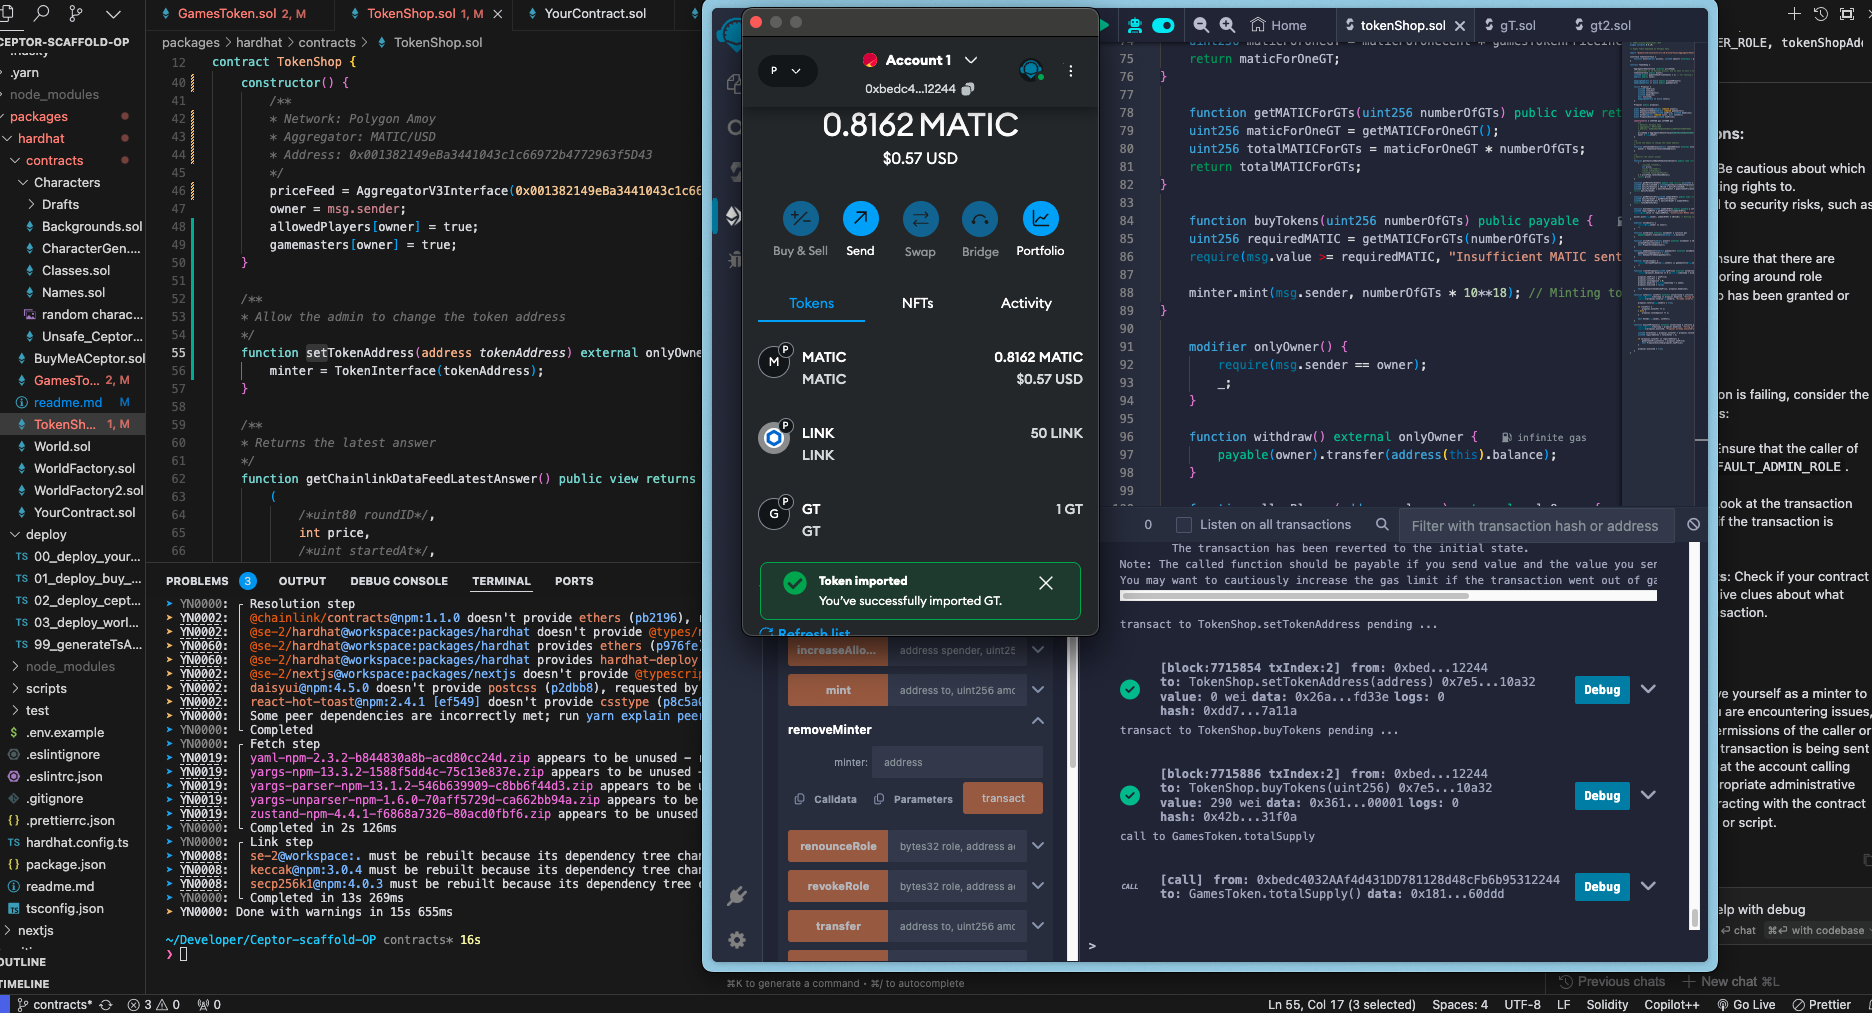 GamesToken.sol 2, M
TokenShop.sol 1, M
YourContract.sol
CEPTOR-SCAFFOLD-OP
.yarn
node_modules
packages
hardhat
contracts
Characters
Drafts
Backgrounds.sol
CharacterGen....
Classes.sol
Names.sol
random charac...
Unsafe_Ceptor...
BuyMeACeptor.sol
GamesTo... 2, M
readme.md M
TokenSh... 1, M
World.sol
WorldFactory.sol
WorldFactory2.sol
YourContract.sol
deploy
TS 00_deploy_your...
TS 01_deploy_buy_...
TS 02_deploy_cept...
TS 03_deploy_worl...
TS 99_generateTsA...
node_modules
scripts
test
$ .env.example
.eslintignore
.eslintrc.json
.gitignore
{} .prettierrc.json
TS hardhat.config.ts
{} package.json
readme.md
tsconfig.json
nextjs
OUTLINE
TIMELINE
packages > hardhat > contracts > TokenShop.sol
12 contract TokenShop {
40 constructor() {
41 /**
42 * Network: Polygon Amoy
43 * Aggregator: MATIC/USD
44 * Address: 0x001382149eBa3441043c1c66972b4772963f5D43
45 */
46 priceFeed = AggregatorV3Interface(0x001382149eBa3441043c1c66
47 owner = msg.sender;
48 allowedPlayers[owner] = true;
49 gamemasters[owner] = true;
50 }
51
52 /**
53 * Allow the admin to change the token address
54 */
55 function setTokenAddress(address tokenAddress) external onlyOwne
56 minter = TokenInterface(tokenAddress);
57 }
58
59 /**
60 * Returns the latest answer
61 */
62 function getChainlinkDataFeedLatestAnswer() public view returns
63 (
64 /*uint80 roundID*/,
65 int price,
66 /*uint startedAt*/,
PROBLEMS 3 OUTPUT DEBUG CONSOLE TERMINAL PORTS
➤ YN0000: ┌ Resolution step
➤ YN0002: │ @chainlink/contracts@npm:1.1.0 doesn't provide ethers (pb2196), r
➤ YN0002: │ @se-2/hardhat@workspace:packages/hardhat doesn't provide @types/
➤ YN0060: │ @se-2/hardhat@workspace:packages/hardhat provides ethers (p976fe
➤ YN0060: │ @se-2/hardhat@workspace:packages/hardhat provides hardhat-deploy
➤ YN0002: │ @se-2/nextjs@workspace:packages/nextjs doesn't provide @typescrip
➤ YN0002: │ daisyui@npm:4.5.0 doesn't provide postcss (p2dbb8), requested by
➤ YN0002: │ react-hot-toast@npm:2.4.1 [ef549] doesn't provide csstype (p8c5a0
➤ YN0000: │ Some peer dependencies are incorrectly met; run yarn explain peer
➤ YN0000: └ Completed
➤ YN0000: ┌ Fetch step
➤ YN0019: │ yaml-npm-2.3.2-b844830a8b-acd80cc24d.zip appears to be unused - r
➤ YN0019: │ yargs-npm-13.3.2-1588f5dd4c-75c13e837e.zip appears to be unused -
➤ YN0019: │ yargs-parser-npm-13.1.2-546b639909-c8bb6f44d3.zip appears to be u
➤ YN0019: │ yargs-unparser-npm-1.6.0-70aff5729d-ca662bb94a.zip appears to be
➤ YN0019: │ zustand-npm-4.4.1-f6868a7326-80acd0fbf6.zip appears to be unused
➤ YN0000: └ Completed in 2s 126ms
➤ YN0000: ┌ Link step
➤ YN0008: │ se-2@workspace:. must be rebuilt because its dependency tree chan
➤ YN0008: │ keccak@npm:3.0.4 must be rebuilt because its dependency tree chan
➤ YN0008: │ secp256k1@npm:4.0.3 must be rebuilt because its dependency tree c
➤ YN0000: └ Completed in 13s 269ms
➤ YN0000: Done with warnings in 15s 655ms
~/Developer/Ceptor-scaffold-OP contracts* 16s
❯
P
Account 1
0xbedc4...12244
0.8162 MATIC
$0.57 USD
Buy & Sell Send Swap Bridge Portfolio
Tokens NFTs Activity
M P MATIC 0.8162 MATIC
MATIC $0.57 USD
P LINK 50 LINK
LINK
G P GT 1 GT
GT
Token imported
You've successfully imported GT.
Refresh list
increaseAllo... address spender, uint25
mint address to, uint256 amo
removeMinter
minter: address
Calldata Parameters transact
renounceRole bytes32 role, address ac
revokeRole bytes32 role, address ac
transfer address to, uint256 amo
Home tokenShop.sol gT.sol gt2.sol
75 return maticForOneGT;
76 }
77
78 function getMATICForGTs(uint256 numberOfGTs) public view ret
79 uint256 maticForOneGT = getMATICForOneGT();
80 uint256 totalMATICForGTs = maticForOneGT * numberOfGTs;
81 return totalMATICForGTs;
82 }
83
84 function buyTokens(uint256 numberOfGTs) public payable {
85 uint256 requiredMATIC = getMATICForGTs(numberOfGTs);
86 require(msg.value >= requiredMATIC, "Insufficient MATIC sent
87
88 minter.mint(msg.sender, numberOfGTs * 10**18); // Minting to
89 }
90
91 modifier onlyOwner() {
92 require(msg.sender == owner);
93 _;
94 }
95
96 function withdraw() external onlyOwner { infinite gas
97 payable(owner).transfer(address(this).balance);
98 }
99
0 Listen on all transactions Filter with transaction hash or address
The transaction has been reverted to the initial state.
Note: The called function should be payable if you send value and the value you sen
You may want to cautiously increase the gas limit if the transaction went out of ga
transact to TokenShop.setTokenAddress pending ...
[block:7715854 txIndex:2] from: 0xbed...12244
to: TokenShop.setTokenAddress(address) 0x7e5...10a32
value: 0 wei data: 0x26a...fd33e logs: 0
hash: 0xdd7...7a11a
Debug
transact to TokenShop.buyTokens pending ...
[block:7715886 txIndex:2] from: 0xbed...12244
to: TokenShop.buyTokens(uint256) 0x7e5...10a32
value: 290 wei data: 0x361...00001 logs: 0
hash: 0x42b...31f0a
Debug
call to GamesToken.totalSupply
CALL [call] from: 0xbedc4032AAf4d431DD781128d48cFb6b95312244
to: GamesToken.totalSupply() data: 0x181...60ddd
Debug
>
ER_ROLE, tokenShopAdd
ons:
Be cautious about which
ing rights to.
d to security risks, such as
nsure that there are
oring around role
o has been granted or
on is failing, consider the
s:
Ensure that the caller of
FAULT_ADMIN_ROLE .
Look at the transaction
if the transaction is
s: Check if your contract
ive clues about what
saction.
ve yourself as a minter to
u are encountering issues,
ermissions of the caller or
transaction is being sent
at the account calling
ropriate administrative
racting with the contract
or script.
elp with debug
chat ⌘⏎ with codebase
⌘K to generate a command • ⌘/ to autocomplete
Previous chats + New chat ⌘L
contracts* 3 0 0
Ln 55, Col 17 (3 selected) Spaces: 4 UTF-8 LF Solidity Copilot++ Go Live Prettier